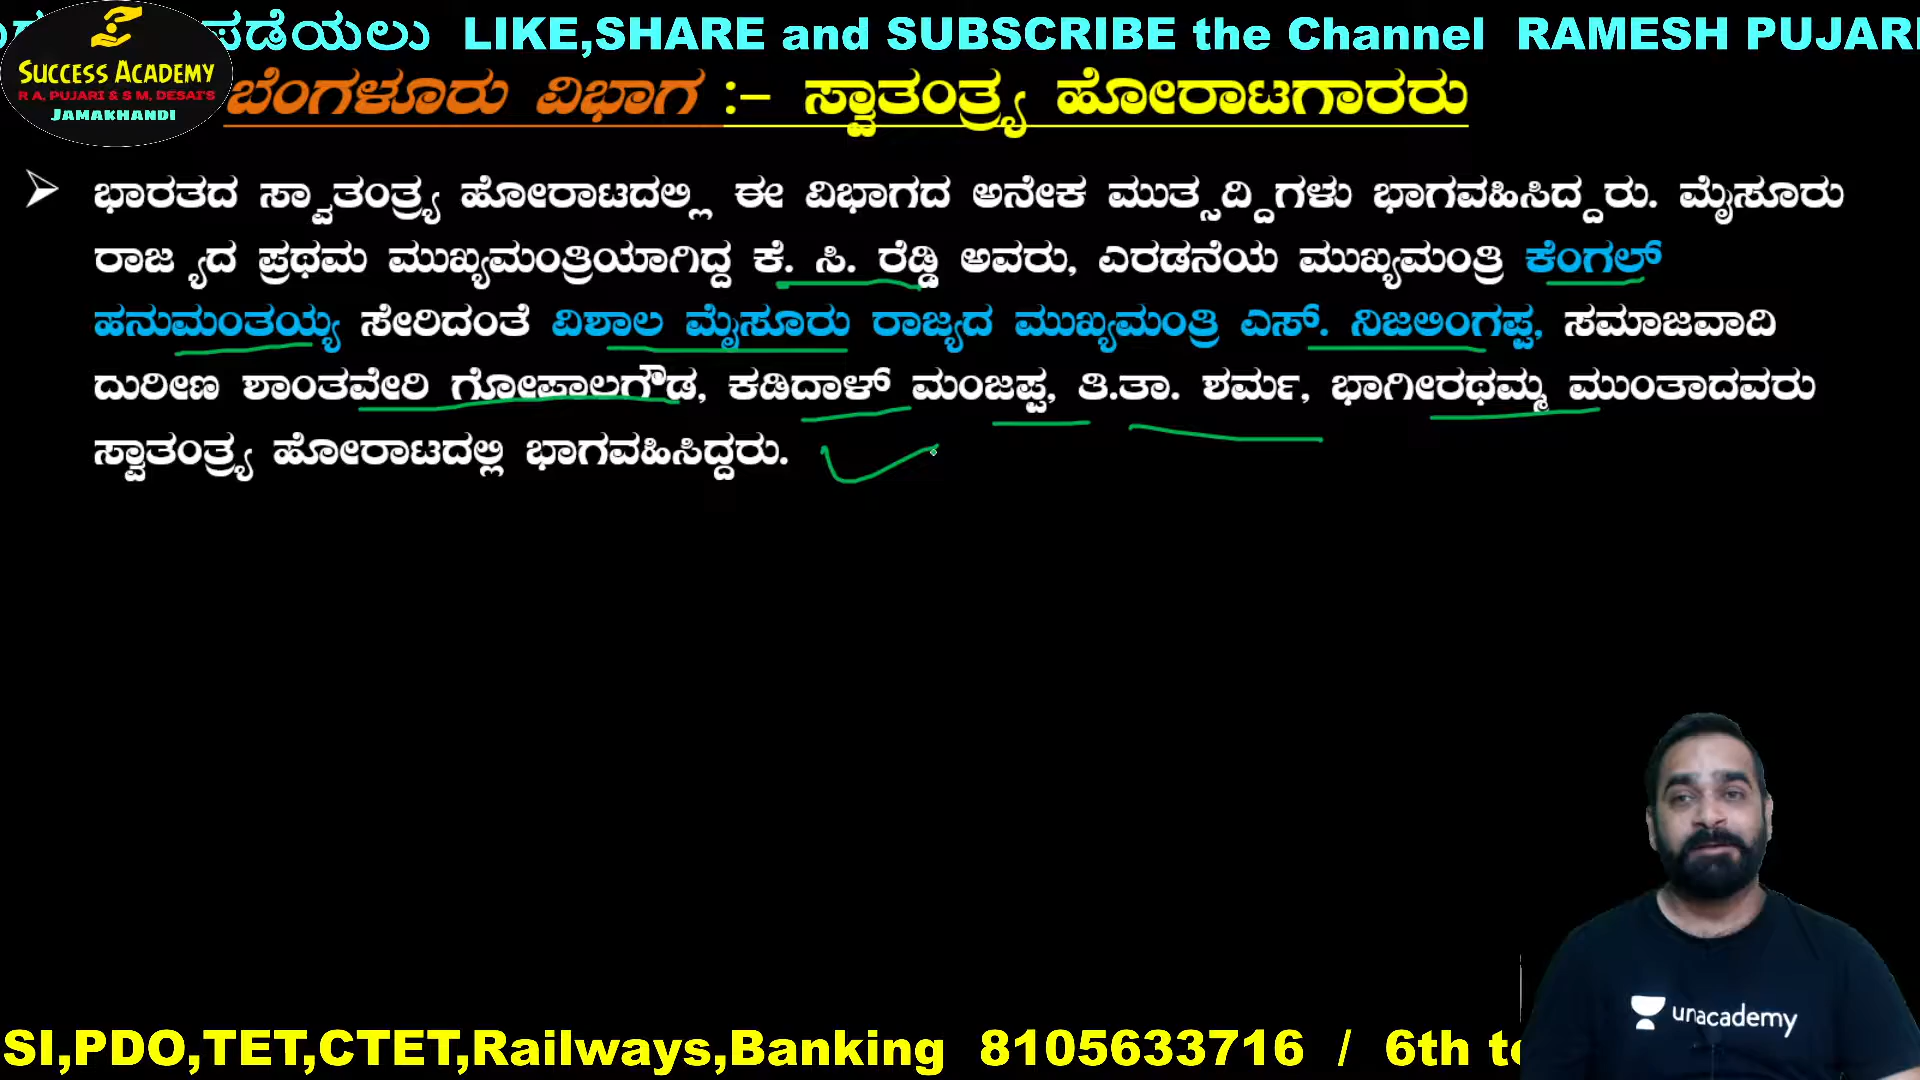 ಪಡೆಯಲು LIKE,SHARE and SUBSCRIBE the Channel RAMESH PUJARI
SUCCESS ACADEMY
R A, PUJARI & S M, DESAI'S
JAMAKHANDI
ಬೆಂಗಳೂರು ವಿಭಾಗ :– ಸ್ವಾತಂತ್ರ್ಯ ಹೋರಾಟಗಾರರು
➢ ಭಾರತದ ಸ್ವಾತಂತ್ರ್ಯ ಹೋರಾಟದಲ್ಲಿ ಈ ವಿಭಾಗದ ಅನೇಕ ಮುತ್ಸದ್ದಿಗಳು ಭಾಗವಹಿಸಿದ್ದರು. ಮೈಸೂರು
ರಾಜ್ಯದ ಪ್ರಥಮ ಮುಖ್ಯಮಂತ್ರಿಯಾಗಿದ್ದ ಕೆ. ಸಿ. ರೆಡ್ಡಿ ಅವರು, ಎರಡನೆಯ ಮುಖ್ಯಮಂತ್ರಿ ಕೆಂಗಲ್
ಹನುಮಂತಯ್ಯ ಸೇರಿದಂತೆ ವಿಶಾಲ ಮೈಸೂರು ರಾಜ್ಯದ ಮುಖ್ಯಮಂತ್ರಿ ಎಸ್. ನಿಜಲಿಂಗಪ್ಪ, ಸಮಾಜವಾದಿ
ದುರೀಣ ಶಾಂತವೇರಿ ಗೋಪಾಲಗೌಡ, ಕಡಿದಾಳ್ ಮಂಜಪ್ಪ, ತಿ.ತಾ. ಶರ್ಮ, ಭಾಗೀರಥಮ್ಮ ಮುಂತಾದವರು
ಸ್ವಾತಂತ್ರ್ಯ ಹೋರಾಟದಲ್ಲಿ ಭಾಗವಹಿಸಿದ್ದರು.
unacademy
SI,PDO,TET,CTET,Railways,Banking 8105633716 / 6th to